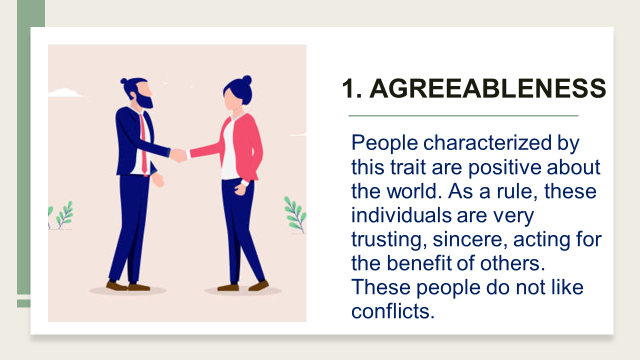 1. AGREEABLENESS
People characterized by
this trait are positive about
the world. As a rule, these
individuals are very
trusting, sincere, acting for
the benefit of others.
These people do not like
conflicts.